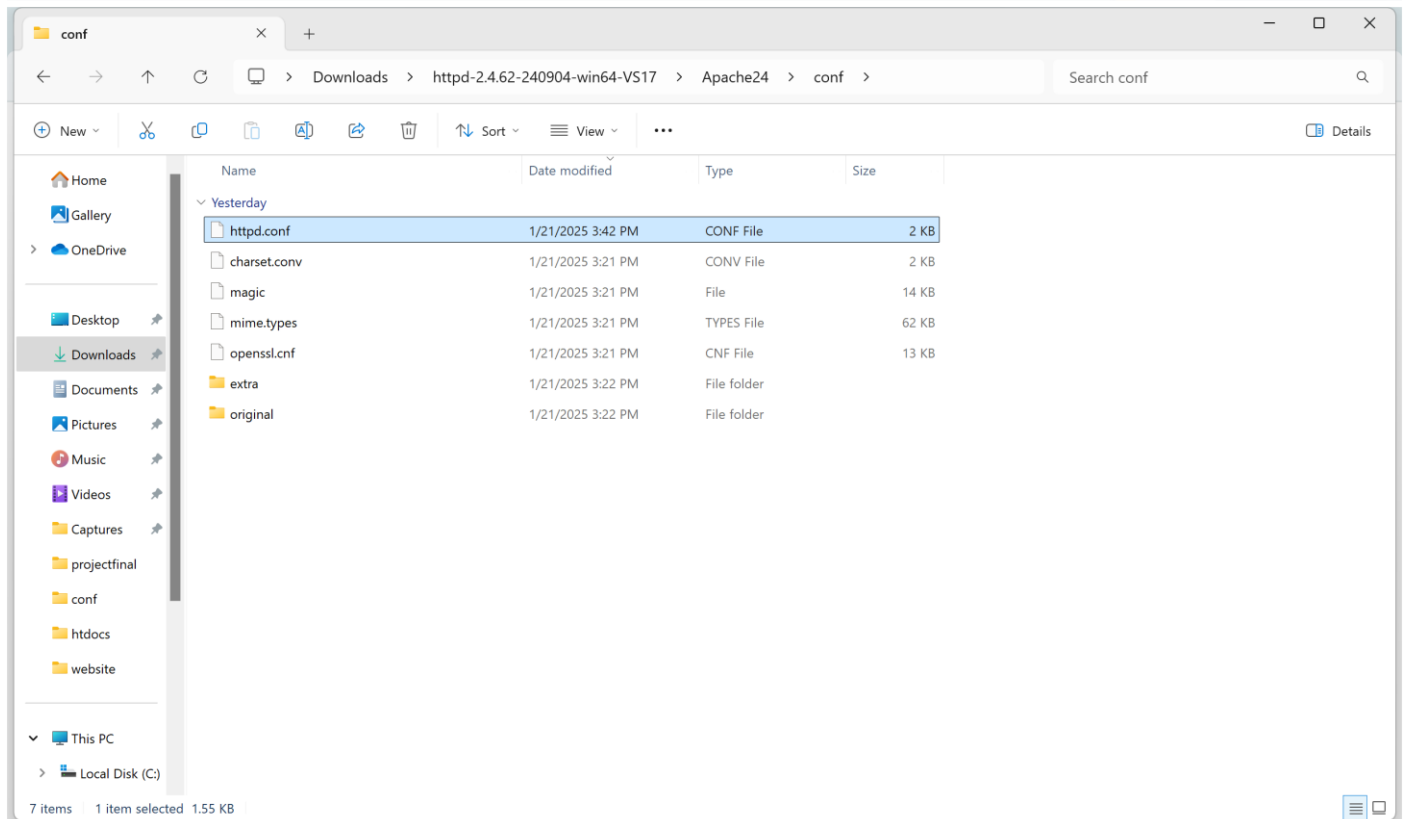 conf
Downloads > httpd-2.4.62-240904-win64-VS17 > Apache24 > conf >
Search conf
New
Sort
View
Details
Name Date modified Type Size
Home
Gallery
OneDrive
Desktop
Downloads
Documents
Pictures
Music
Videos
Captures
projectfinal
conf
htdocs
website
This PC
Local Disk (C:)
Yesterday
httpd.conf 1/21/2025 3:42 PM CONF File 2 KB
charset.conv 1/21/2025 3:21 PM CONV File 2 KB
magic 1/21/2025 3:21 PM File 14 KB
mime.types 1/21/2025 3:21 PM TYPES File 62 KB
openssl.cnf 1/21/2025 3:21 PM CNF File 13 KB
extra 1/21/2025 3:22 PM File folder
original 1/21/2025 3:22 PM File folder
7 items 1 item selected 1.55 KB